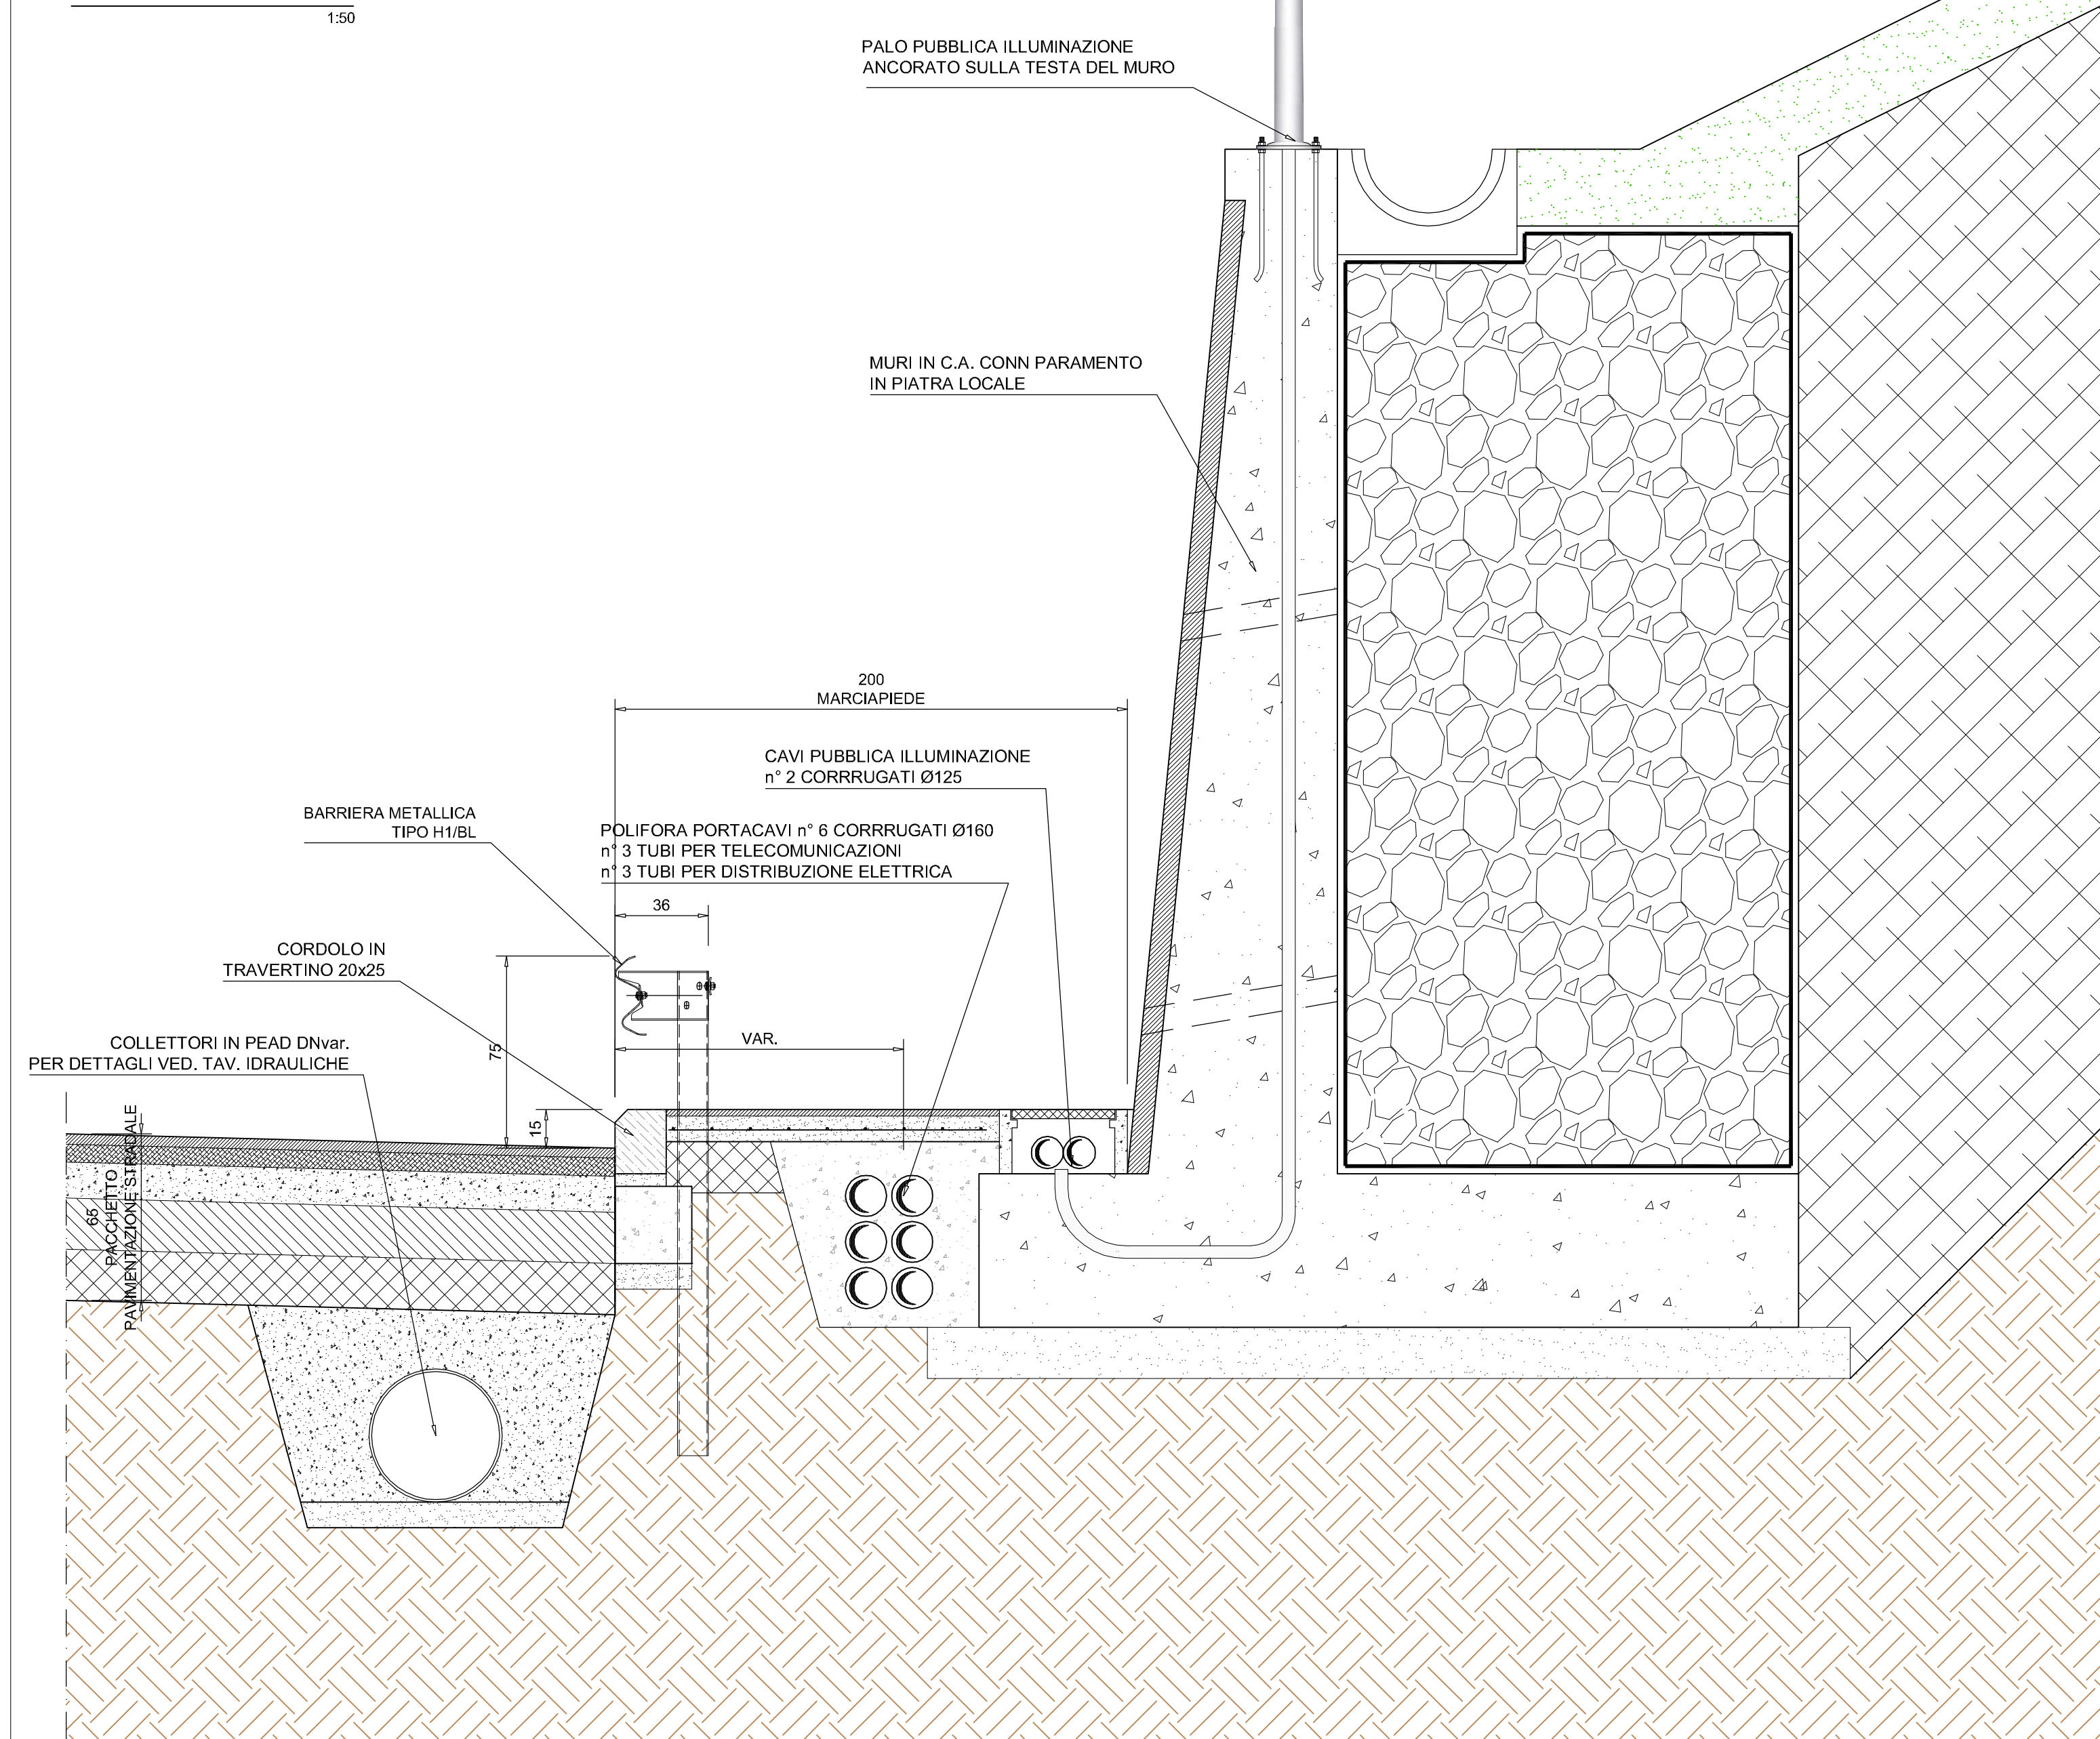 1:50
PALO PUBBLICA ILLUMINAZIONE
ANCORATO SULLA TESTA DEL MURO
MURI IN C.A. CONN PARAMENTO
IN PIATRA LOCALE
200
MARCIAPIEDE
CAVI PUBBLICA ILLUMINAZIONE
n° 2 CORRRUGATI Ø125
BARRIERA METALLICA
TIPO H1/BL
POLIFORA PORTACAVI n° 6 CORRRUGATI Ø160
n° 3 TUBI PER TELECOMUNICAZIONI
n° 3 TUBI PER DISTRIBUZIONE ELETTRICA
36
CORDOLO IN
TRAVERTINO 20x25
75
VAR.
COLLETTORI IN PEAD DNvar.
PER DETTAGLI VED. TAV. IDRAULICHE
15
65
PACCHETTO
PAVIMENTAZIONE STRADALE